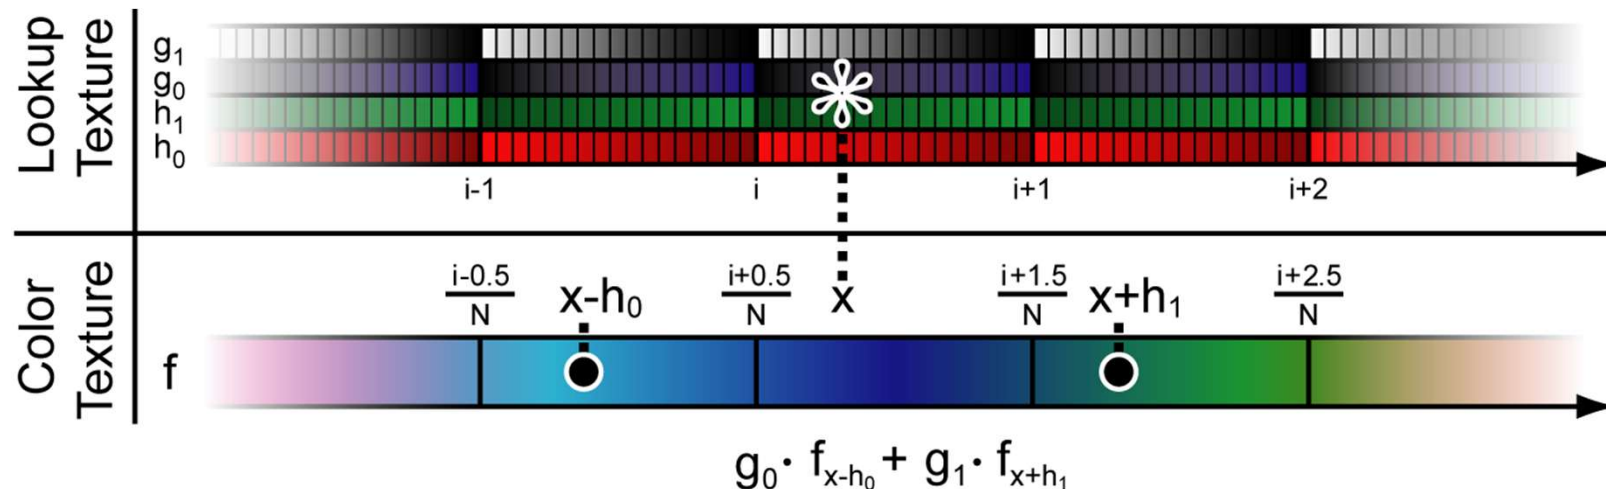 Lookup Texture
g₁
g₀
h₁
h₀
i-1 i i+1 i+2
Color Texture
i-0.5/N x-h₀ i+0.5/N x i+1.5/N x+h₁ i+2.5/N
f
g₀· fₓ₋ₕ₀ + g₁· fₓ₊ₕ₁